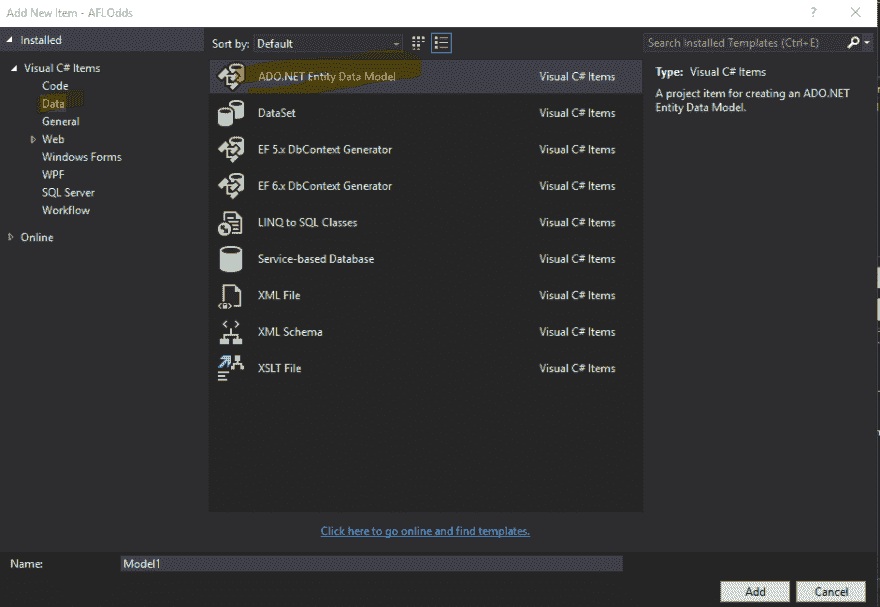 Add New Item - AFLOdds
?
Installed
Visual C# Items
Code
Data
General
Web
Windows Forms
WPF
SQL Server
Workflow
Online
Sort by: Default
ADO.NET Entity Data Model Visual C# Items
DataSet Visual C# Items
EF 5.x DbContext Generator Visual C# Items
EF 6.x DbContext Generator Visual C# Items
LINQ to SQL Classes Visual C# Items
Service-based Database Visual C# Items
XML File Visual C# Items
XML Schema Visual C# Items
XSLT File Visual C# Items
Click here to go online and find templates.
Search Installed Templates (Ctrl+E)
Type: Visual C# Items
A project item for creating an ADO.NET
Entity Data Model.
Name: Model1
Add Cancel